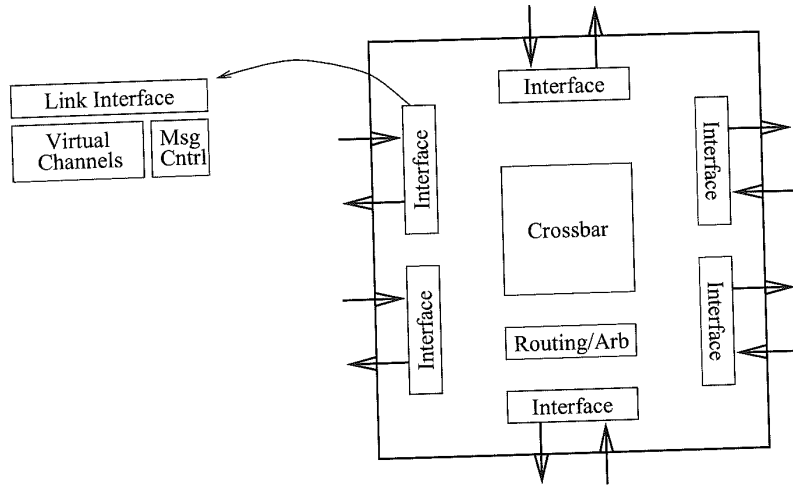 Link Interface
Virtual
Channels
Msg
Cntrl
Interface
Interface
Interface
Crossbar
Interface
Interface
Routing/Arb
Interface